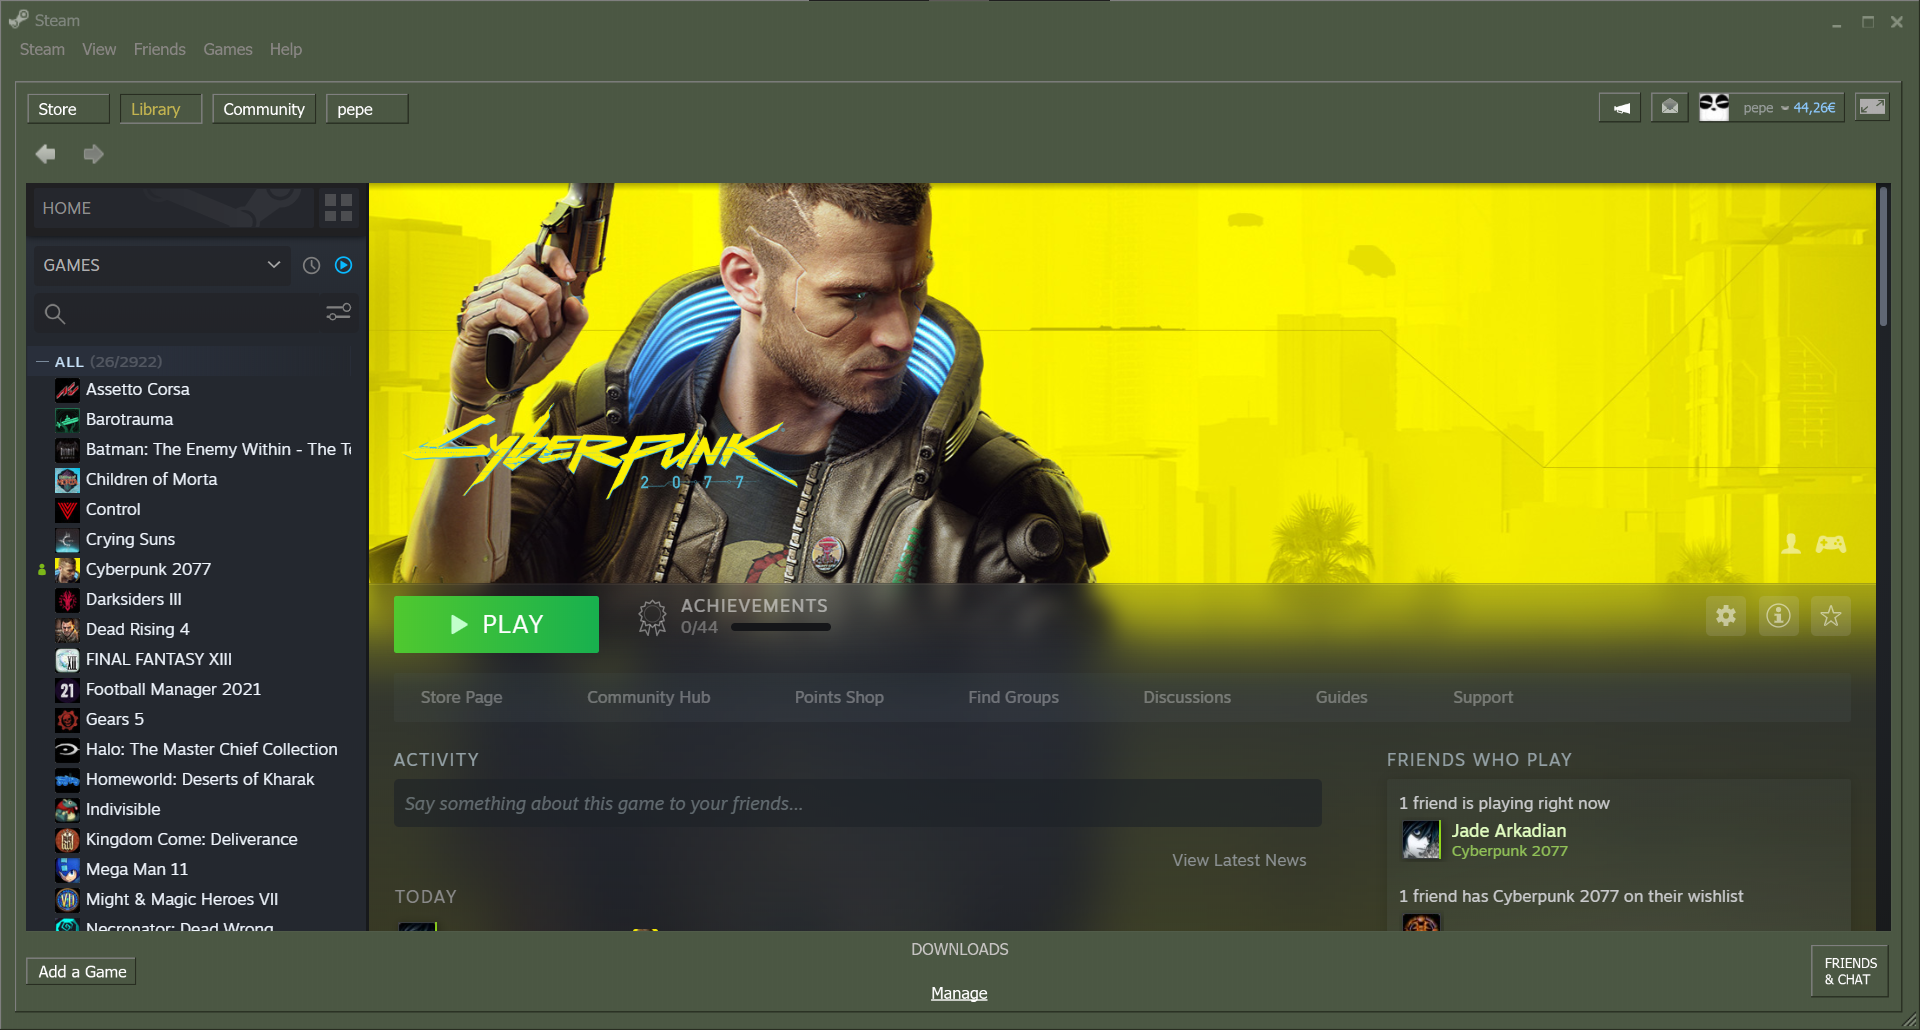 Steam
Steam View Friends Games Help
Store Library Community pepe
pepe 44,26€
HOME
GAMES
ALL (26/2922)
Assetto Corsa
Barotrauma
Batman: The Enemy Within - The T
Children of Morta
Control
Crying Suns
Cyberpunk 2077
Darksiders III
Dead Rising 4
FINAL FANTASY XIII
Football Manager 2021
Gears 5
Halo: The Master Chief Collection
Homeworld: Deserts of Kharak
Indivisible
Kingdom Come: Deliverance
Mega Man 11
Might & Magic Heroes VII
Necronator: Dead Wrong
CYBERPUNK
2077
PLAY
ACHIEVEMENTS
0/44
Store Page Community Hub Points Shop Find Groups Discussions Guides Support
ACTIVITY
Say something about this game to your friends...
View Latest News
TODAY
FRIENDS WHO PLAY
1 friend is playing right now
Jade Arkadian
Cyberpunk 2077
1 friend has Cyberpunk 2077 on their wishlist
Add a Game
DOWNLOADS
Manage
FRIENDS
& CHAT